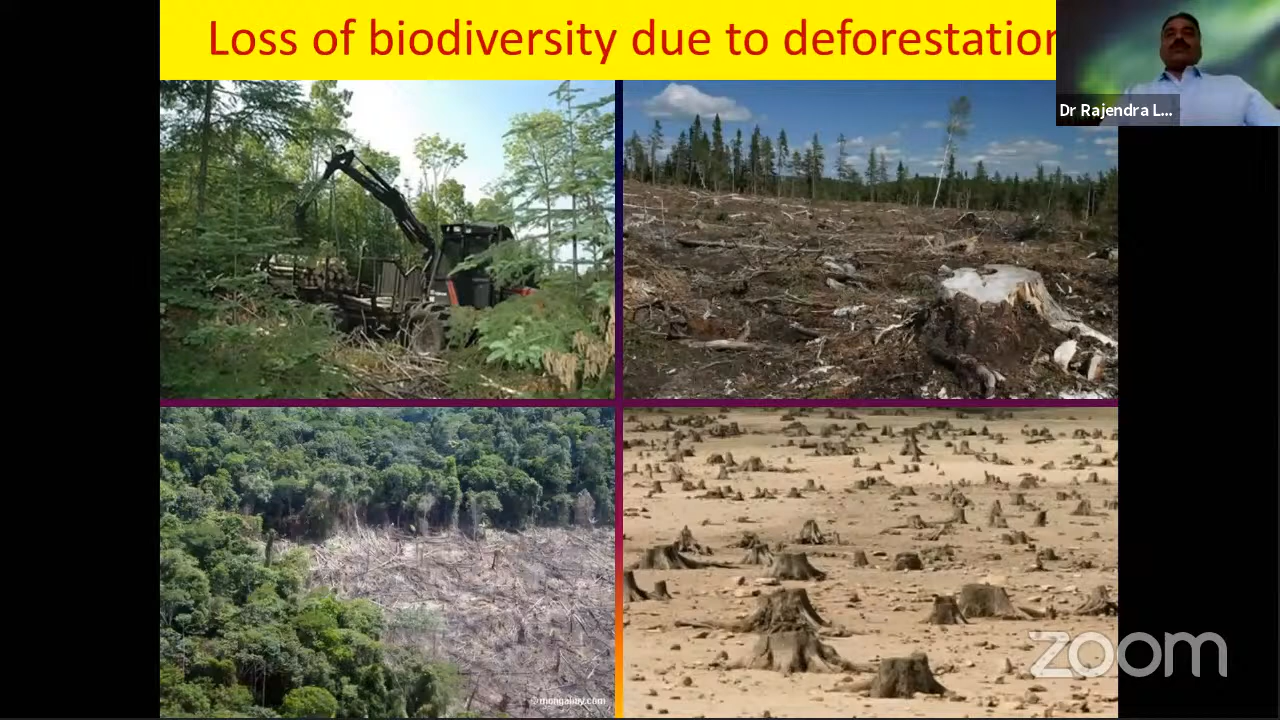 Loss of biodiversity due to deforestation
Dr Rajendra L...
© mongabay.com
zoom